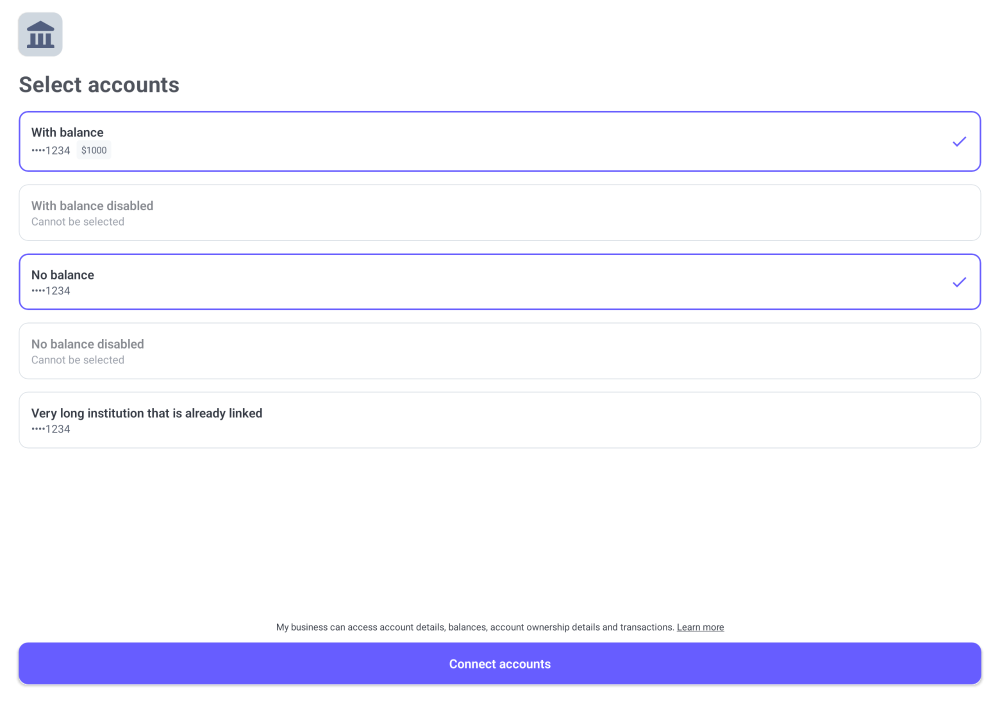 Select accounts
With balance
••••1234 $1000
With balance disabled
Cannot be selected
No balance
••••1234
No balance disabled
Cannot be selected
Very long institution that is already linked
••••1234
My business can access account details, balances, account ownership details and transactions. Learn more
Connect accounts